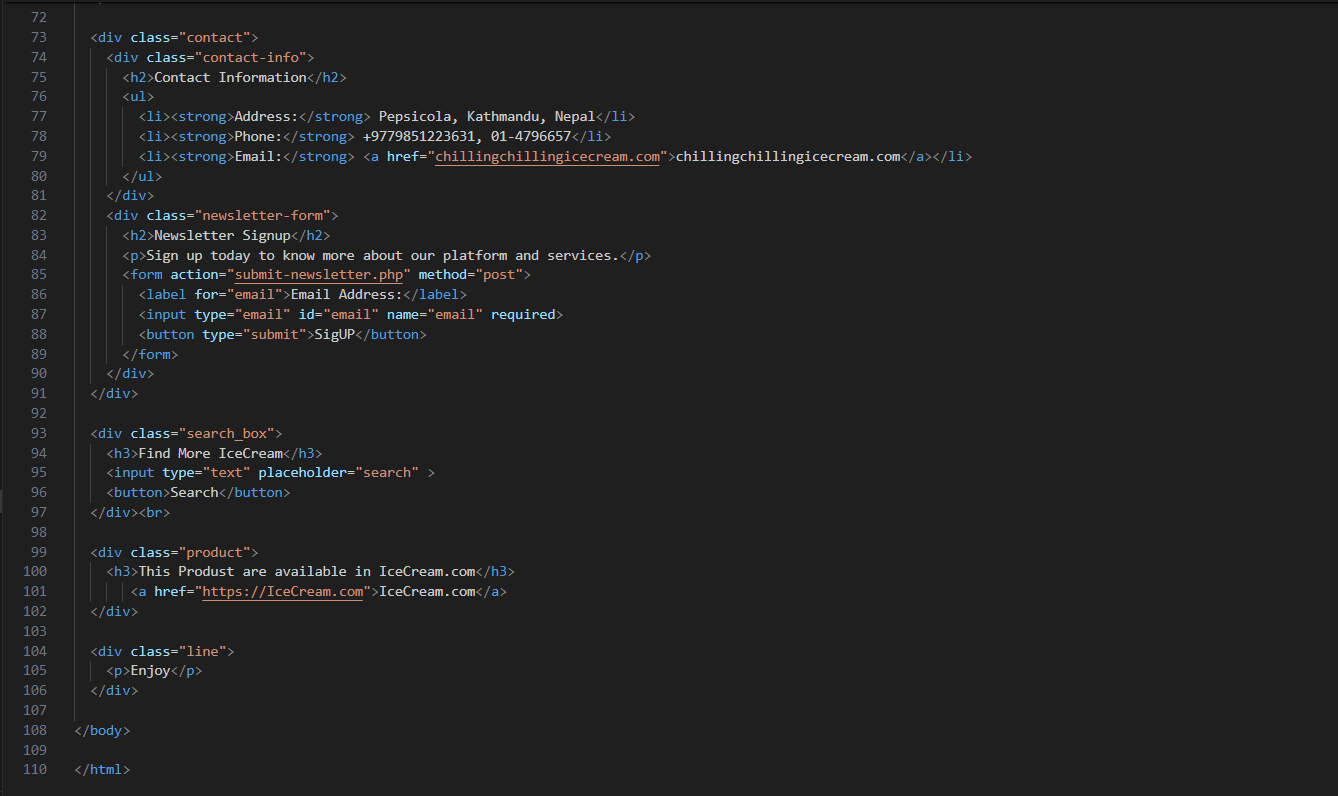 72
73 <div class="contact">
74 <div class="contact-info">
75 <h2>Contact Information</h2>
76 <ul>
77 <li><strong>Address:</strong> Pepsicola, Kathmandu, Nepal</li>
78 <li><strong>Phone:</strong> +9779851223631, 01-4796657</li>
79 <li><strong>Email:</strong> <a href="chillingchillingicecream.com">chillingchillingicecream.com</a></li>
80 </ul>
81 </div>
82 <div class="newsletter-form">
83 <h2>Newsletter Signup</h2>
84 <p>Sign up today to know more about our platform and services.</p>
85 <form action="submit-newsletter.php" method="post">
86 <label for="email">Email Address:</label>
87 <input type="email" id="email" name="email" required>
88 <button type="submit">SigUP</button>
89 </form>
90 </div>
91 </div>
92
93 <div class="search_box">
94 <h3>Find More IceCream</h3>
95 <input type="text" placeholder="search" >
96 <button>Search</button>
97 </div><br>
98
99 <div class="product">
100 <h3>This Produst are available in IceCream.com</h3>
101 <a href="https://IceCream.com">IceCream.com</a>
102 </div>
103
104 <div class="line">
105 <p>Enjoy</p>
106 </div>
107
108 </body>
109
110 </html>